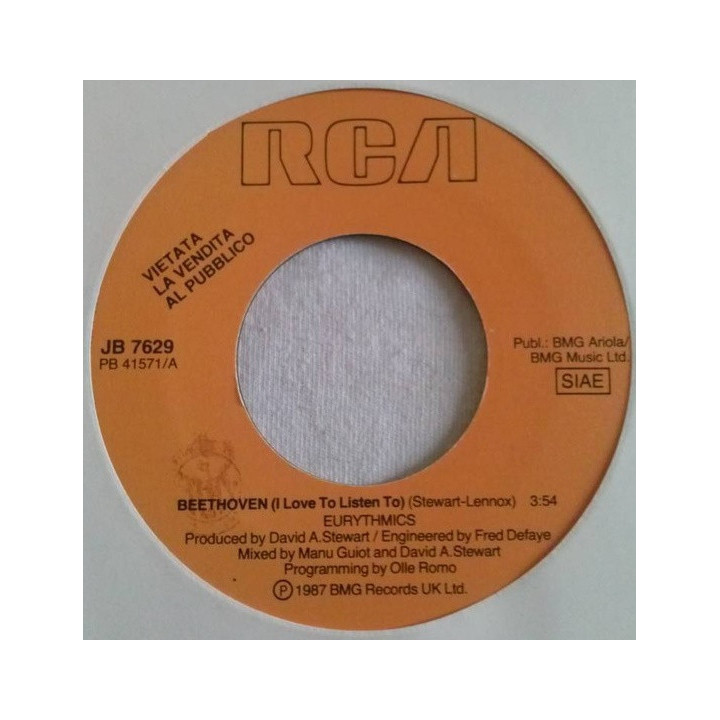 RCA
VIETATA
LA VENDITA
AL PUBBLICO
JB 7629
PB 41571/A
Publ.: BMG Ariola/
BMG Music Ltd.
SIAE
BEETHOVEN (I Love To Listen To) (Stewart-Lennox) 3:54
EURYTHMICS
Produced by David A.Stewart / Engineered by Fred Defaye
Mixed by Manu Guiot and David A.Stewart
Programming by Olle Romo
Ⓟ 1987 BMG Records UK Ltd.